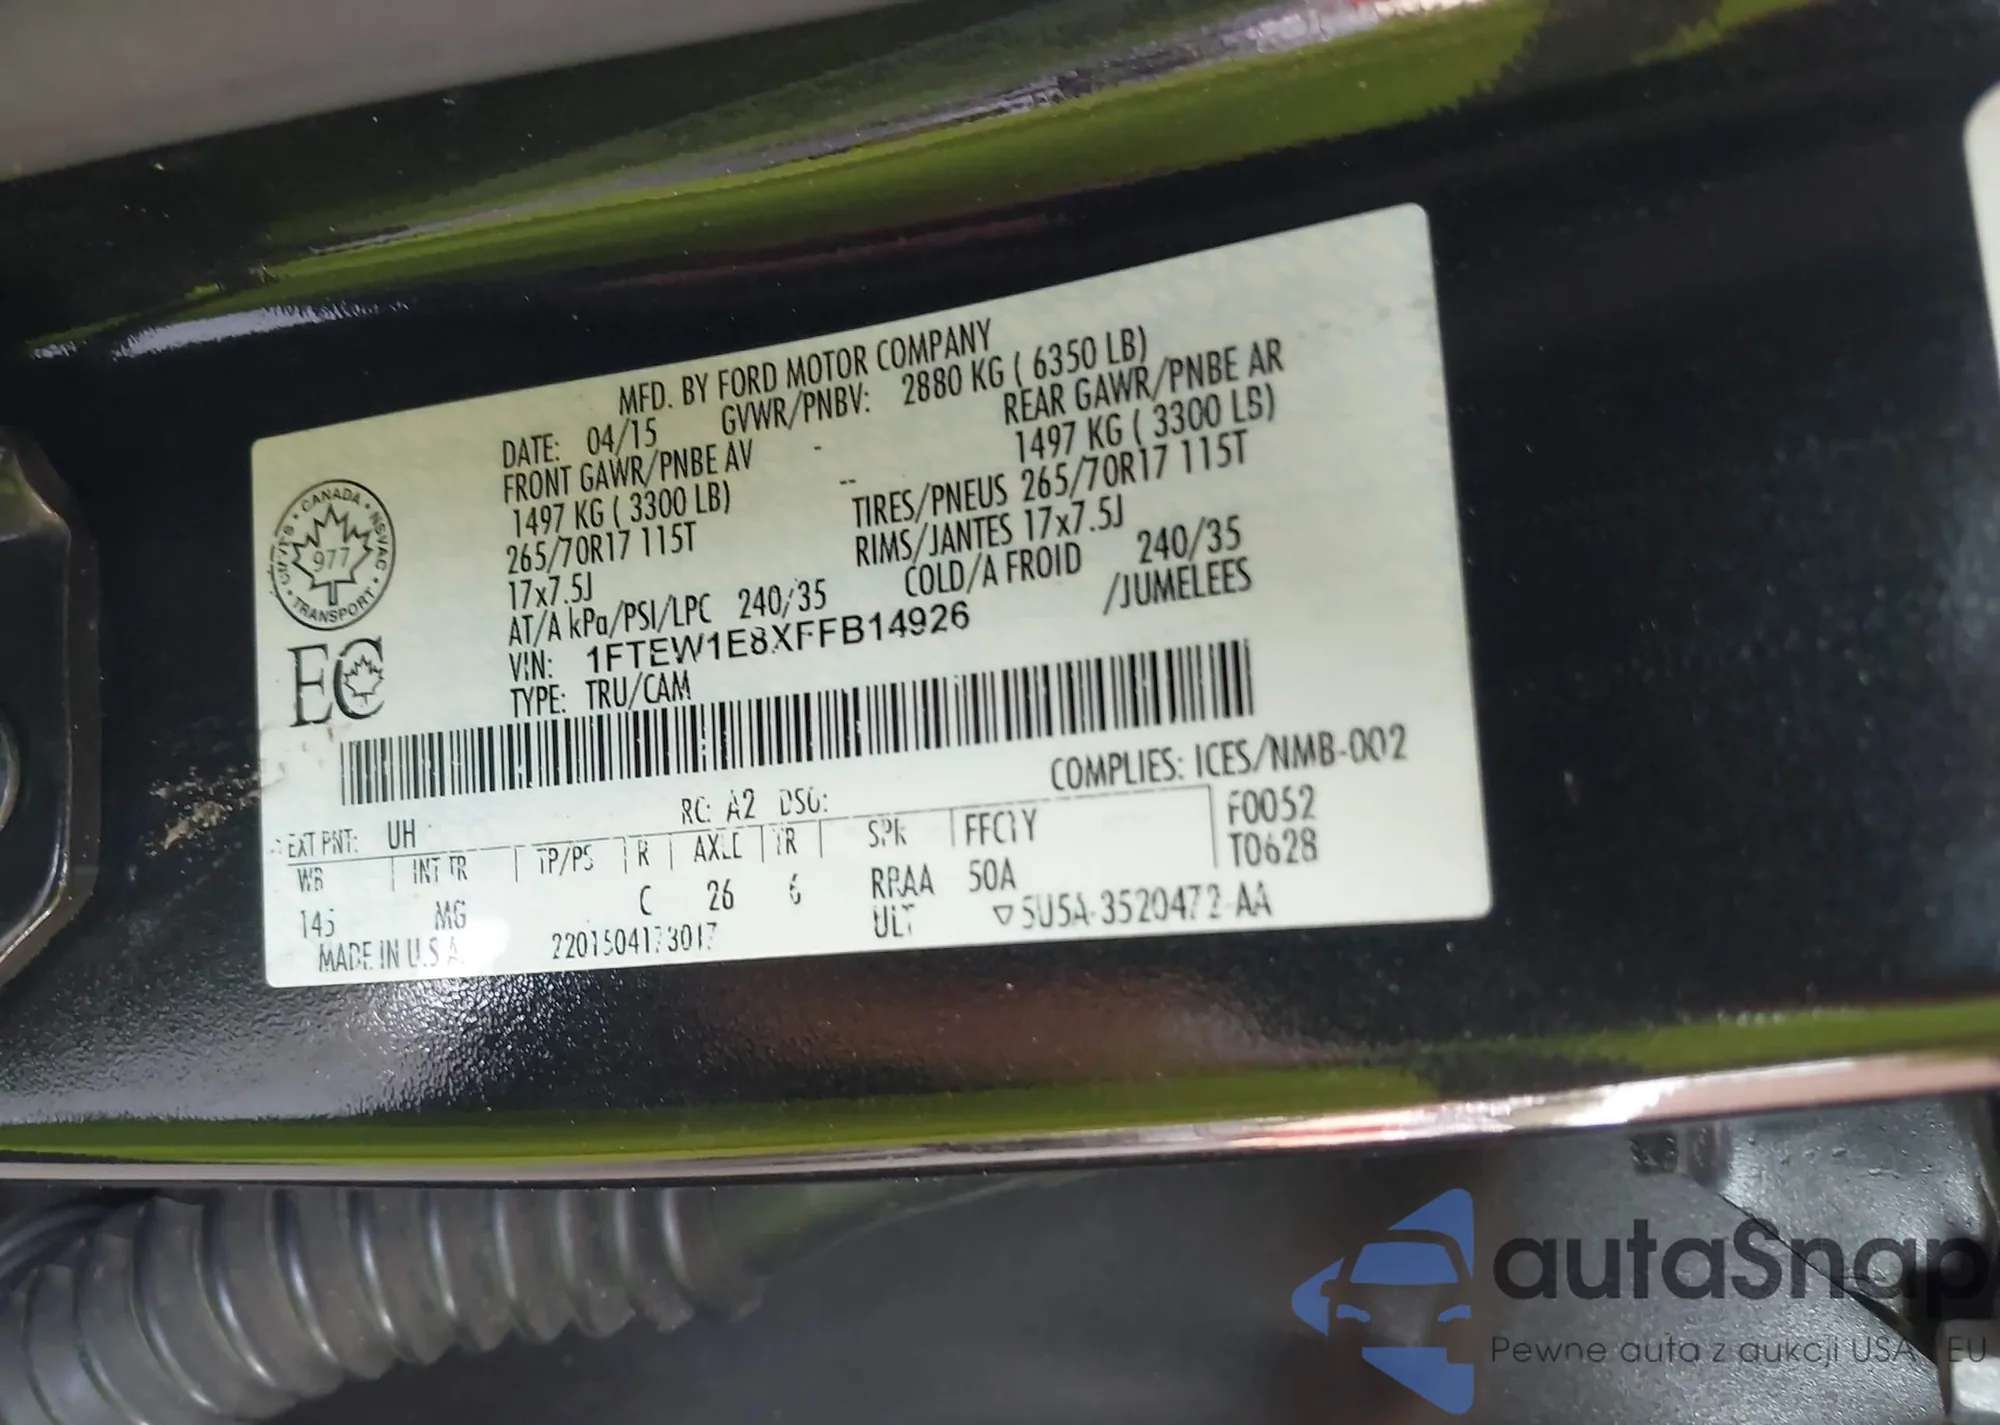 MFD. BY FORD MOTOR COMPANY
DATE: 04/15 GVWR/PNBV: 2880 KG ( 6350 LB)
FRONT GAWR/PNBE AV - REAR GAWR/PNBE AR
1497 KG ( 3300 LB) -- 1497 KG ( 3300 LB)
265/70R17 115T TIRES/PNEUS 265/70R17 115T
17x7.5J RIMS/JANTES 17x7.5J
AT/A kPa/PSI/LPC 240/35 COLD/A FROID 240/35
VIN: 1FTEW1E8XFFB14926 /JUMELEES
TYPE: TRU/CAM
CANADA · NSVAC · TRANSPORT
977
EC
COMPLIES: ICES/NMB-002
EXT PNT: UH RC: A2 DSO: F0052
WB INT TR TP/PS R AXLE TR SPR T0628
145 MG C 26 6 RPAA 50A
ULT ▽5U5A-3520472-AA
MADE IN U.S.A. 2201504173017
autaSnap
Pewne auta z aukcji USA EU